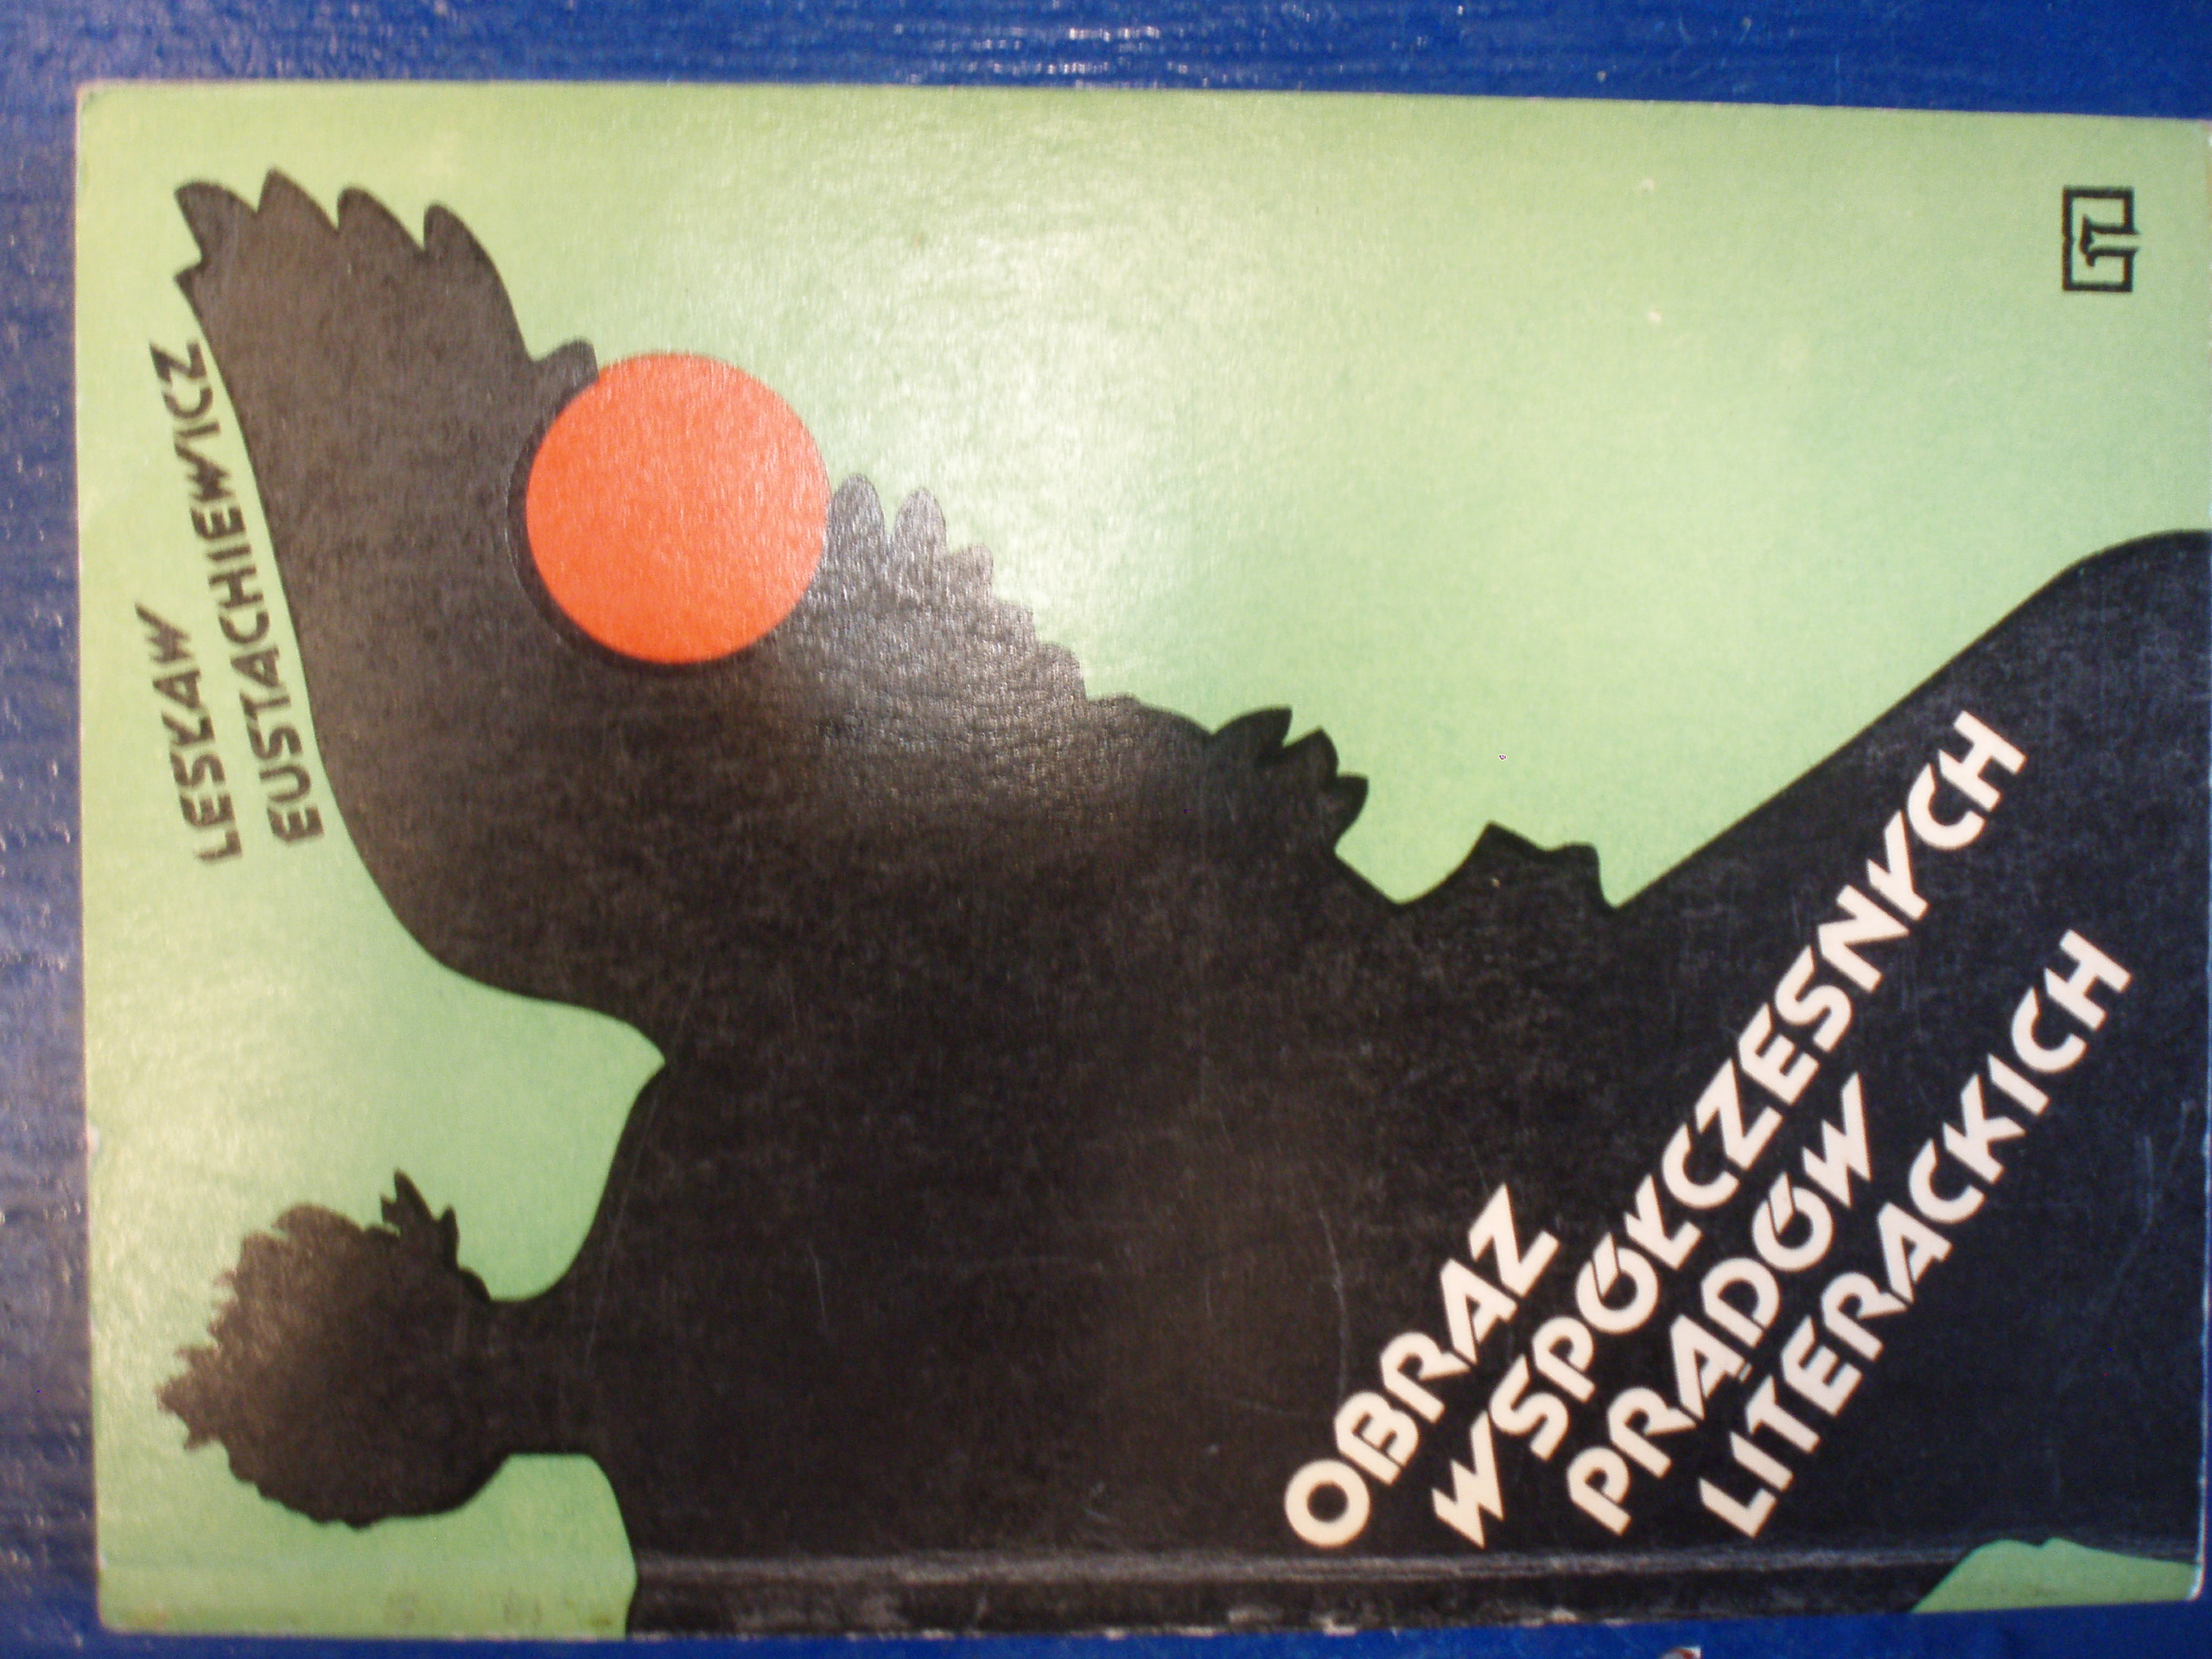 LESŁAW
EUSTACHIEWICZ
OBRAZ
WSPÓŁCZESNYCH
PRĄDÓW
LITERACKICH